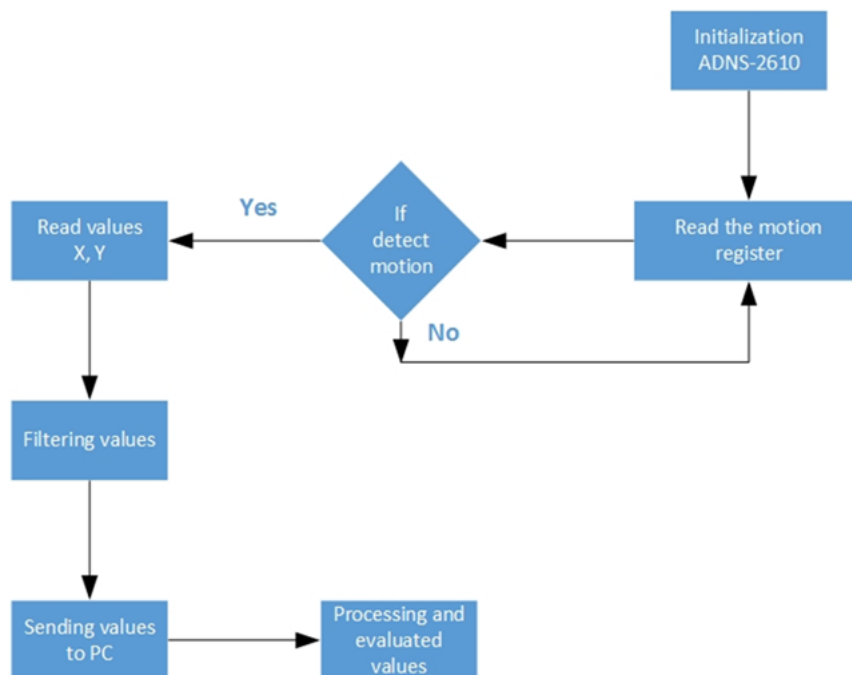 Initialization
ADNS-2610
Read the motion
register
If
detect
motion
Yes
No
Read values
X, Y
Filtering values
Sending values
to PC
Processing and
evaluated
values